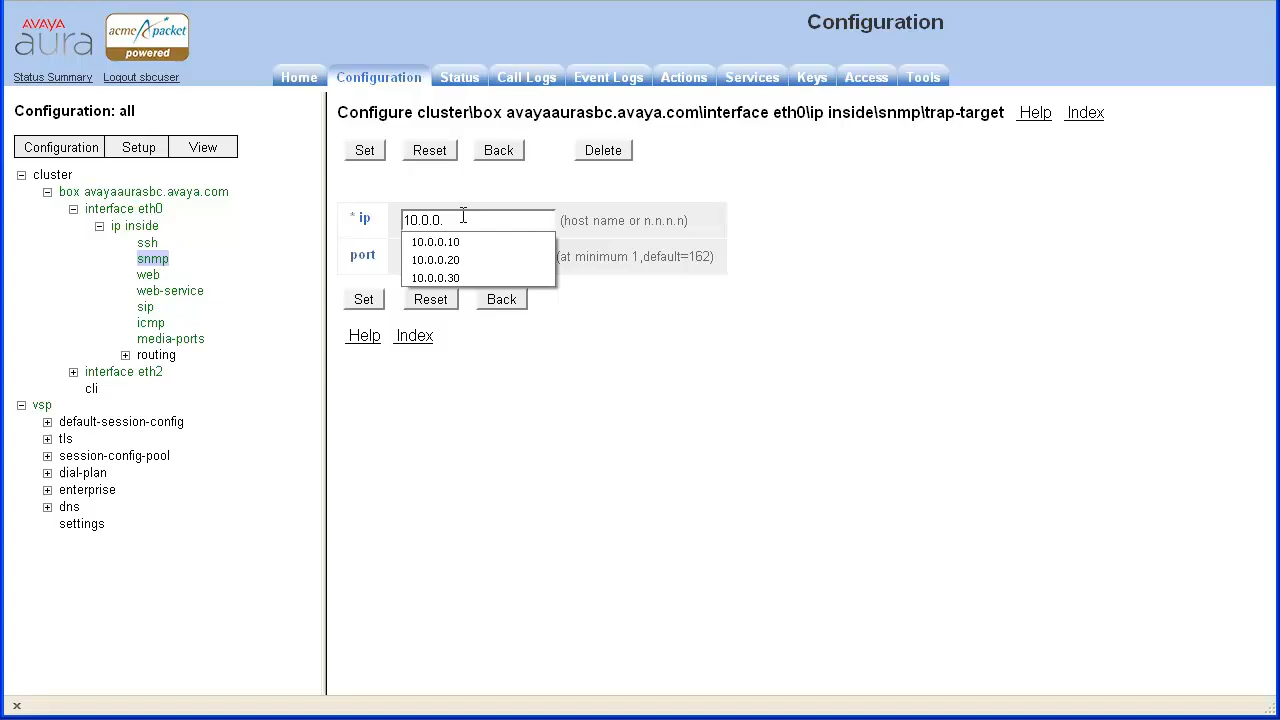 AVAYA
aura
acme packet
powered
Configuration
Status Summary Logout sbcuser
Home Configuration Status Call Logs Event Logs Actions Services Keys Access Tools
Configuration: all
Configuration Setup View
cluster
box avayaaurasbc.avaya.com
interface eth0
ip inside
ssh
snmp
web
web-service
sip
icmp
media-ports
routing
interface eth2
cli
vsp
default-session-config
tls
session-config-pool
dial-plan
enterprise
dns
settings
Configure cluster\box avayaaurasbc.avaya.com\interface eth0\ip inside\snmp\trap-target Help Index
Set Reset Back Delete
* ip 10.0.0. (host name or n.n.n.n)
10.0.0.10
port 10.0.0.20 (at minimum 1,default=162)
10.0.0.30
Set Reset Back
Help Index